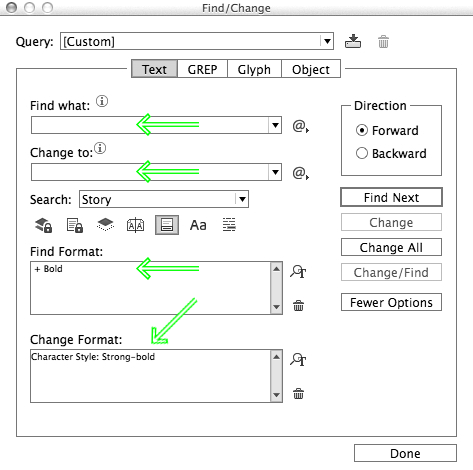 Find/Change
Query: [Custom]
Text GREP Glyph Object
Find what:
Change to:
Search: Story
Aa
Find Format:
+ Bold
Change Format:
Character Style: Strong-bold
Direction
Forward
Backward
Find Next
Change
Change All
Change/Find
Fewer Options
Done